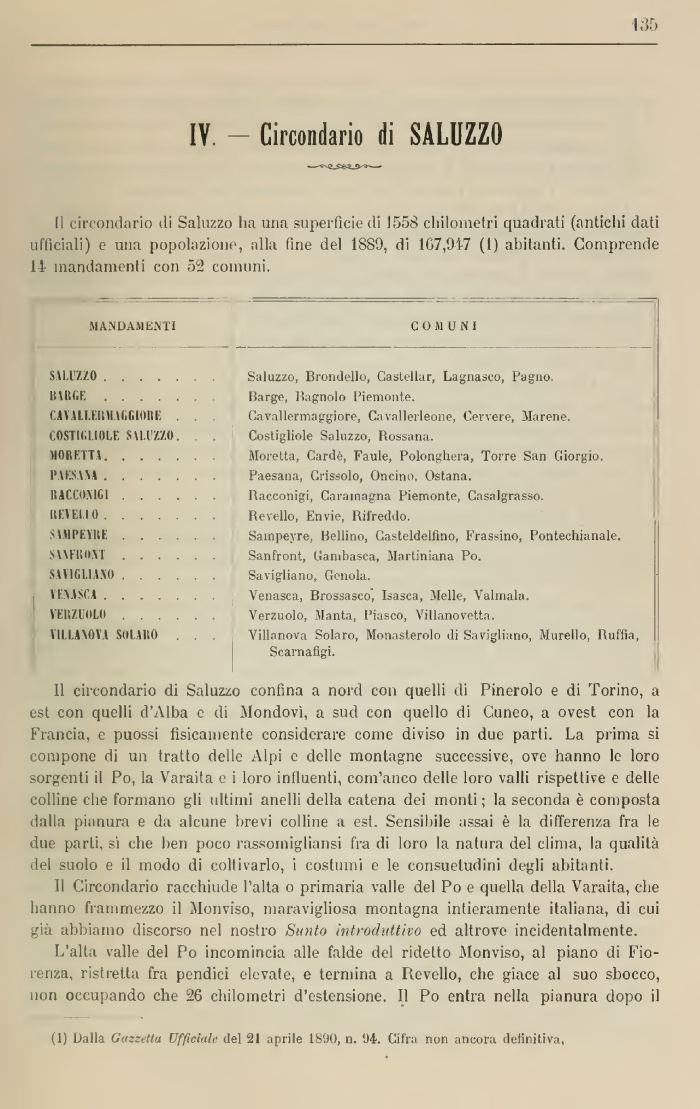 135
IV. — Circondario di SALUZZO
Il circondario di Saluzzo ha una superficie di 1558 chilometri quadrati (antichi dati
ufficiali) e una popolazione, alla fine del 1889, di 167,947 (1) abitanti. Comprende
14 mandamenti con 52 comuni.
MANDAMENTI COMUNI
SALUZZO . . . . . . . Saluzzo, Brondello, Castellar, Lagnasco, Pagno.
BARGE . . . . . . . Barge, Bagnolo Piemonte.
CAVALLERMAGGIORE . . . Cavallermaggiore, Cavallerleone, Cervere, Marene.
COSTIGLIOLE SALUZZO. . . Costigliole Saluzzo, Rossana.
MORETTA. . . . . . . Moretta, Cardè, Faule, Polonghera, Torre San Giorgio.
PAESANA . . . . . . . Paesana, Crissolo, Oncino, Ostana.
RACCONIGI . . . . . . Racconigi, Caramagna Piemonte, Casalgrasso.
REVELLO . . . . . . . Revello, Envie, Rifreddo.
SAMPEYRE . . . . . . Sampeyre, Bellino, Casteldelfino, Frassino, Pontechianale.
SANFRONT . . . . . . Sanfront, Gambasca, Martiniana Po.
SAVIGLIANO . . . . . . Savigliano, Genola.
VENASCA . . . . . . . Venasca, Brossasco, Isasca, Melle, Valmala.
VERZUOLO . . . . . . Verzuolo, Manta, Piasco, Villanovetta.
VILLANOVA SOLARO . . . Villanova Solaro, Monasterolo di Savigliano, Murello, Ruffia,
Scarnafigi.
Il circondario di Saluzzo confina a nord con quelli di Pinerolo e di Torino, a
est con quelli d'Alba e di Mondovì, a sud con quello di Cuneo, a ovest con la
Francia, e puossi fisicamente considerare come diviso in due parti. La prima si
compone di un tratto delle Alpi e delle montagne successive, ove hanno le loro
sorgenti il Po, la Varaita e i loro influenti, com'anco delle loro valli rispettive e delle
colline che formano gli ultimi anelli della catena dei monti; la seconda è composta
dalla pianura e da alcune brevi colline a est. Sensibile assai è la differenza fra le
due parti, sì che ben poco rassomigliansi fra di loro la natura del clima, la qualità
del suolo e il modo di coltivarlo, i costumi e le consuetudini degli abitanti.
Il Circondario racchiude l'alta o primaria valle del Po e quella della Varaita, che
hanno frammezzo il Monviso, maravigliosa montagna intieramente italiana, di cui
già abbiamo discorso nel nostro Sunto introduttivo ed altrove incidentalmente.
L'alta valle del Po incomincia alle falde del ridetto Monviso, al piano di Fio-
renza, ristretta fra pendici elevate, e termina a Revello, che giace al suo sbocco,
non occupando che 26 chilometri d'estensione. Il Po entra nella pianura dopo il
(1) Dalla Gazzetta Ufficiale del 21 aprile 1890, n. 94. Cifra non ancora definitiva,